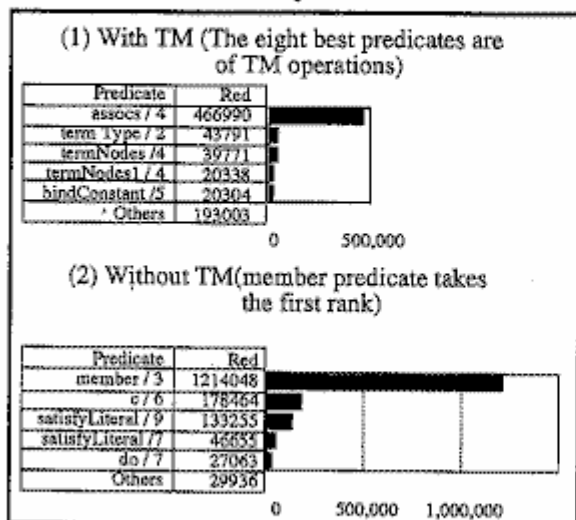 (1) With TM (The eight best predicates are
of TM operations)
Predicate Red
assocs / 4 466990
term Type / 2 43791
termNodes /4 39771
termNodes1 / 4 20338
bindConstant /5 20304
Others 193003
0 500,000
(2) Without TM(member predicate takes
the first rank)
Predicate Red
member / 3 1214048
c / 6 178464
satisfyLiteral / 9 133255
satisfyLiteral /7 46655
do / 7 27063
Others 29936
0 500,000 1,000,000